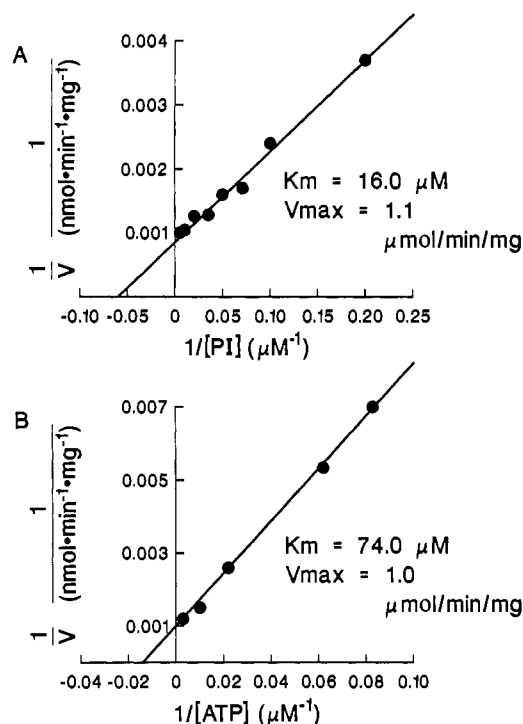 A
0.004
0.003
0.002
0.001
1
V
1
(nmol•min⁻¹•mg⁻¹)
Km = 16.0 μM
Vmax = 1.1
μmol/min/mg
-0.10 -0.05 0 0.05 0.10 0.15 0.20 0.25
1/[PI] (μM⁻¹)
B
0.007
0.003
0.001
1
V
1
(nmol•min⁻¹•mg⁻¹)
Km = 74.0 μM
Vmax = 1.0
μmol/min/mg
-0.04 -0.02 0 0.02 0.04 0.06 0.08 0.10
1/[ATP] (μM⁻¹)